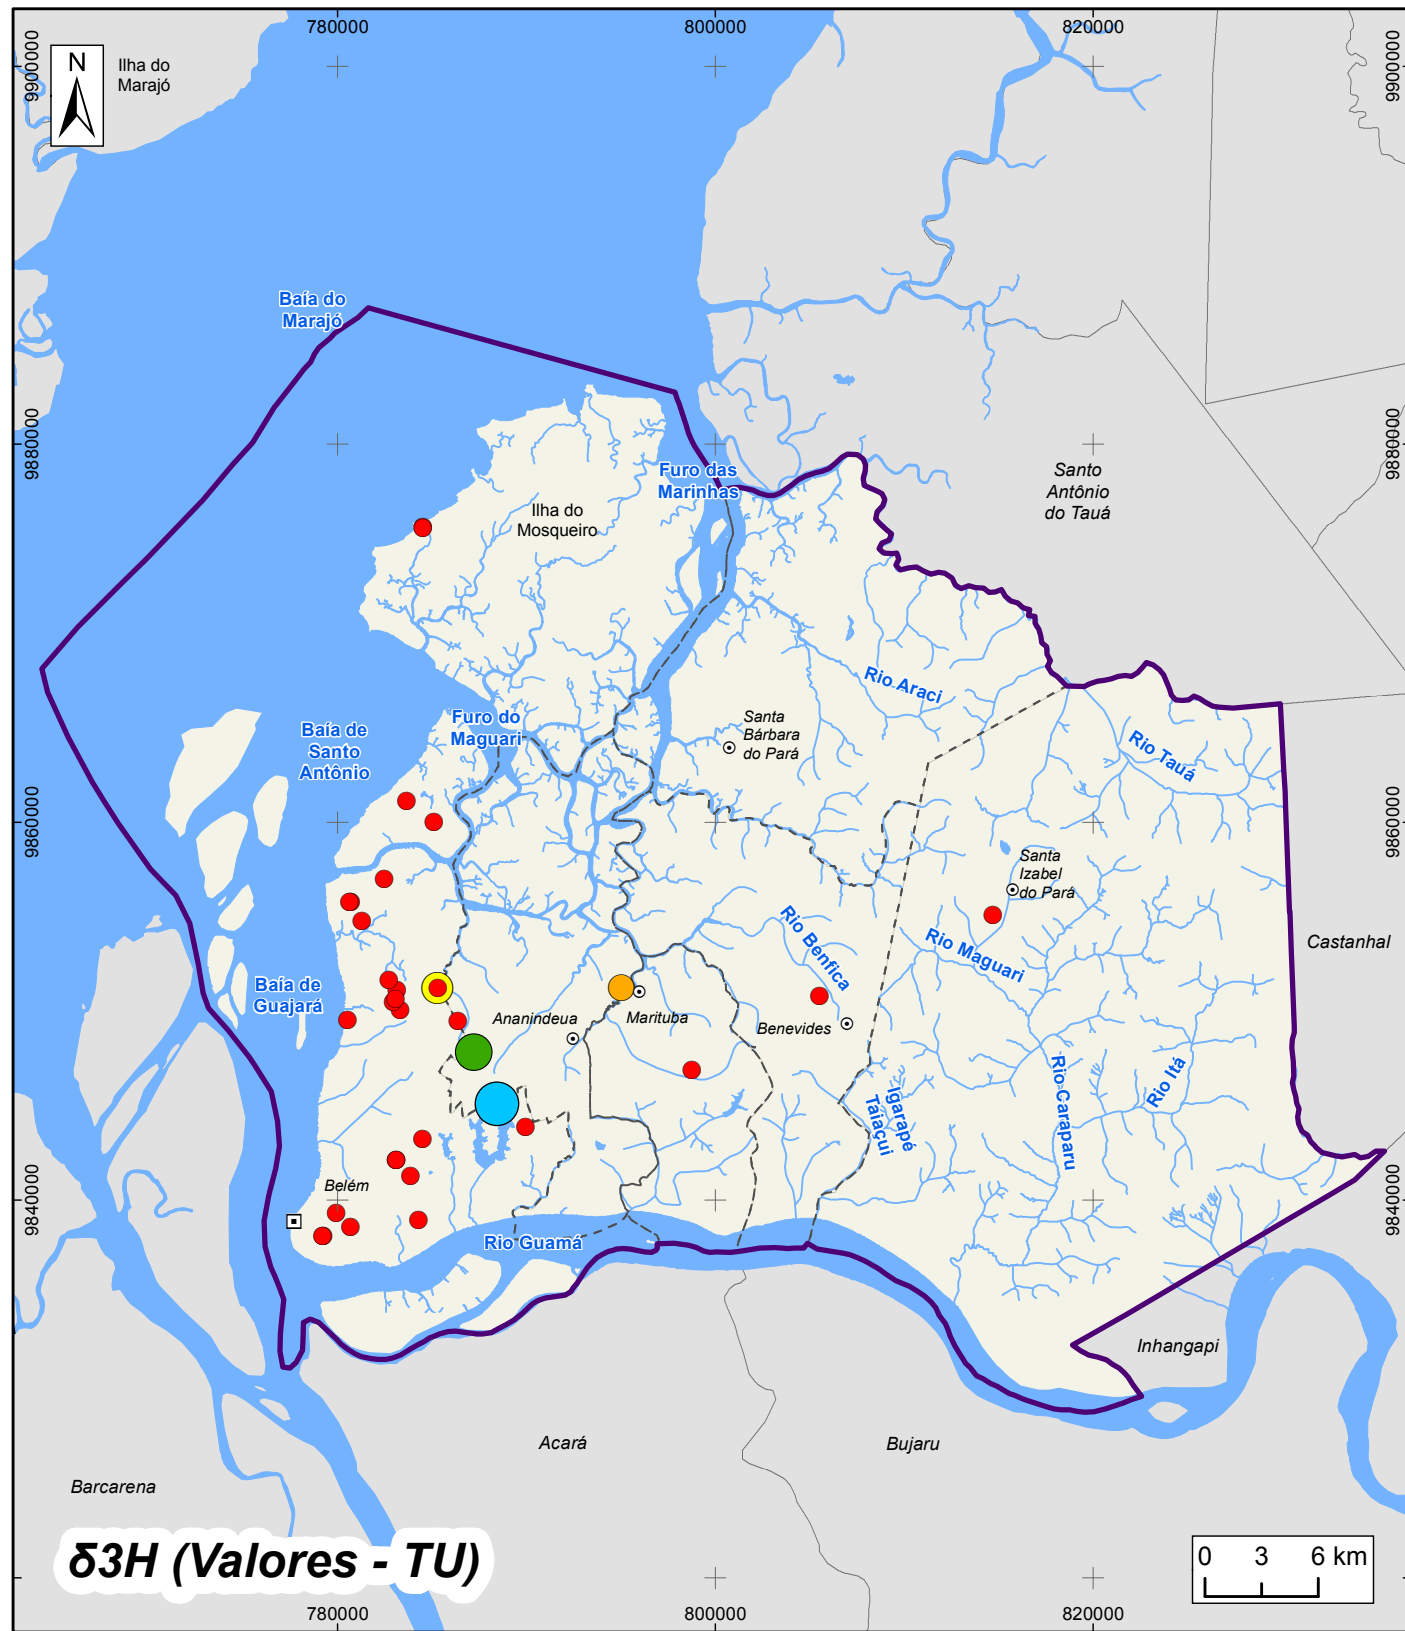 780000
800000
820000
9900000
9900000
N
Ilha do
Marajó
Baía do
Marajó
9880000
9880000
Furo das
Marinhas
Santo
Antônio
do Tauá
Ilha do
Mosqueiro
Rio Araci
Baía de
Santo
Antônio
Furo do
Maguari
Santa
Bárbara
do Pará
Rio Tauá
9860000
9860000
Santa
Izabel
do Pará
Rio Benfica
Rio Maguari
Castanhal
Baía de
Guajará
Ananindeua
Marituba
Benevides
Igarapé
Taiaçui
Rio Caraparu
Rio Itá
Belém
9840000
9840000
Rio Guamá
Inhangapi
Acará
Bujaru
Barcarena
δ3H (Valores - TU)
0 3 6 km
780000
800000
820000